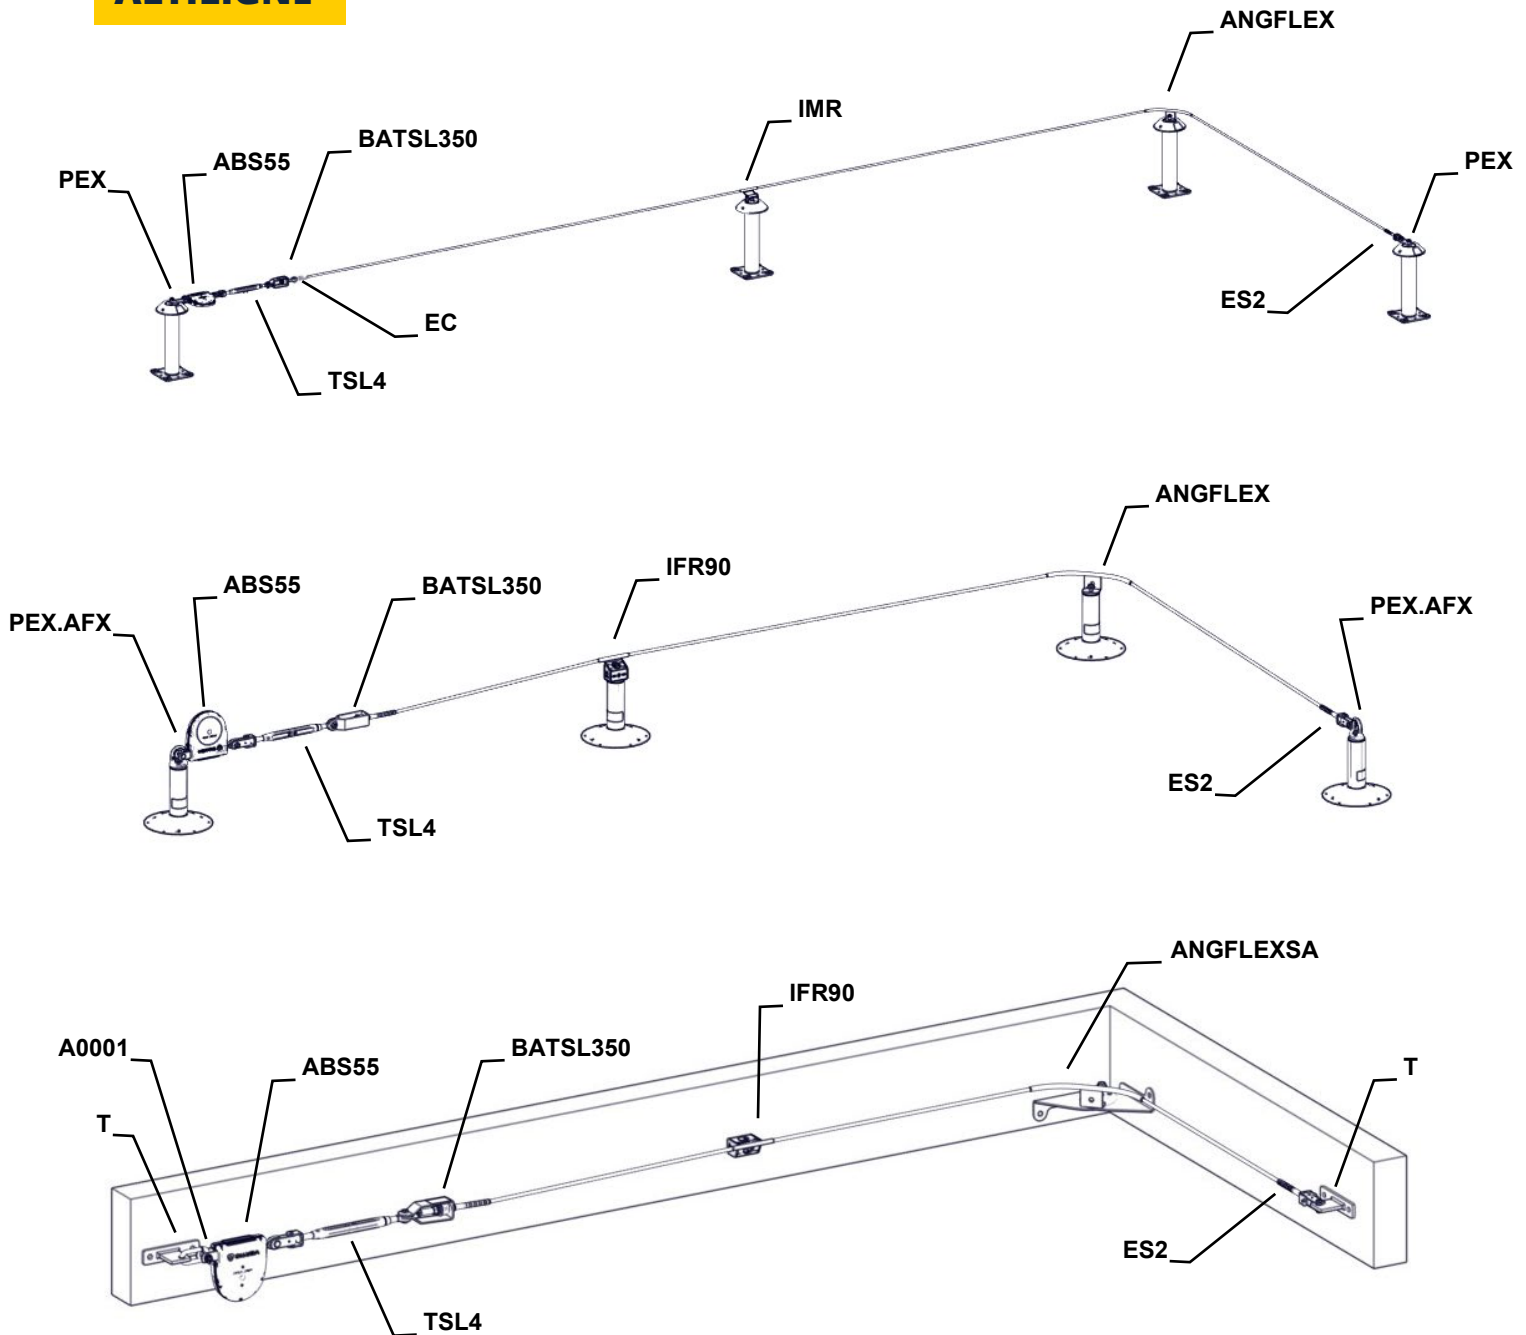 ANGFLEX
IMR
BATSL350
ABS55
PEX
PEX
ES2
EC
TSL4
ANGFLEX
IFR90
ABS55
BATSL350
PEX.AFX
PEX.AFX
ES2
TSL4
ANGFLEXSA
IFR90
A0001
BATSL350
ABS55
T
T
ES2
TSL4